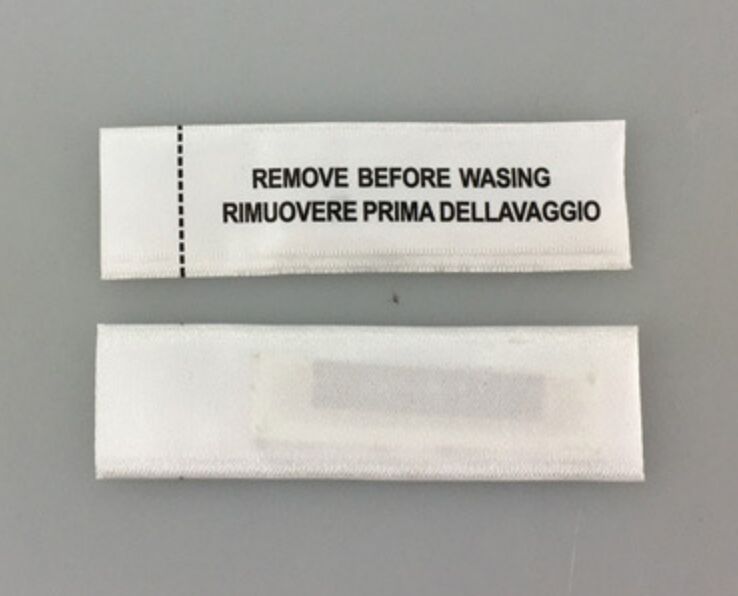 REMOVE BEFORE WASING
RIMUOVERE PRIMA DELLAVAGGIO